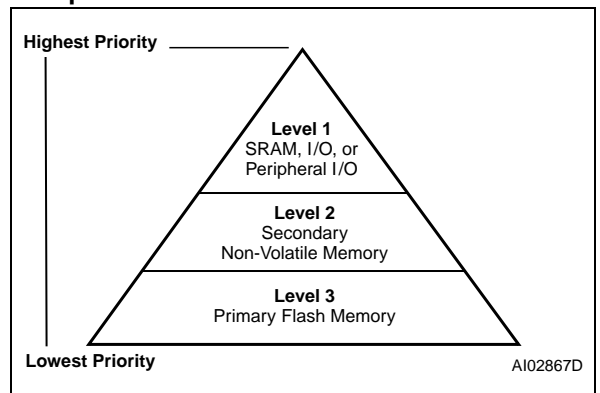 Highest Priority
Level 1
SRAM, I/O, or
Peripheral I/O
Level 2
Secondary
Non-Volatile Memory
Level 3
Primary Flash Memory
Lowest Priority
AI02867D